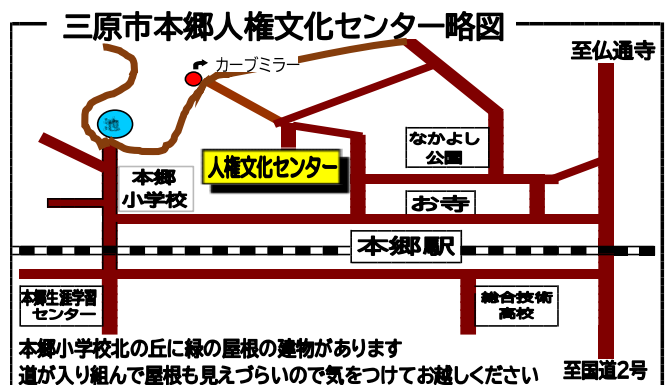 三原市本郷人権文化センター略図
至仏通寺
カーブミラー
池
なかよし
公園
人権文化センター
本郷
小学校
お寺
本郷駅
本郷生涯学習
センター
総合技術
高校
本郷小学校北の丘に緑の屋根の建物があります
道が入り組んで屋根も見えづらいので気をつけてお越しください
至国道2号